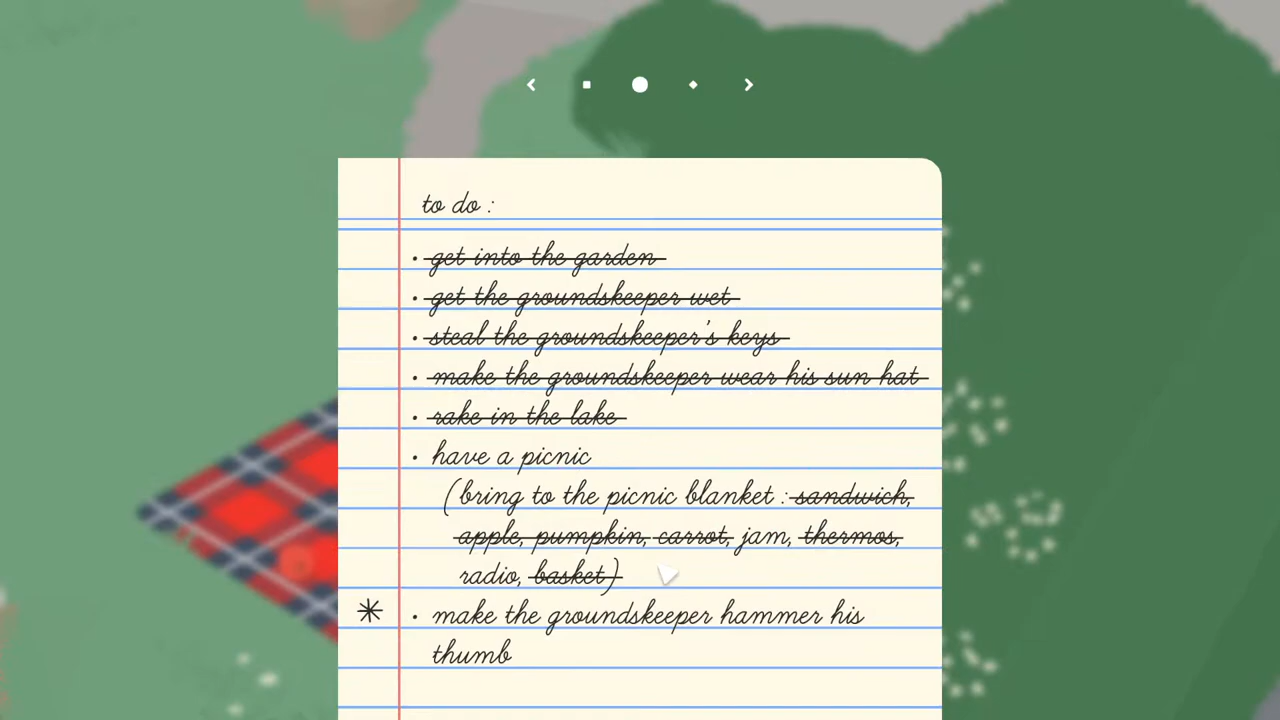 to do :
• get into the garden
• get the groundskeeper wet
• steal the groundskeeper's keys
• make the groundskeeper wear his sun hat
• rake in the lake
• have a picnic
(bring to the picnic blanket : sandwich,
apple, pumpkin, carrot, jam, thermos,
radio, basket)
• make the groundskeeper hammer his
thumb